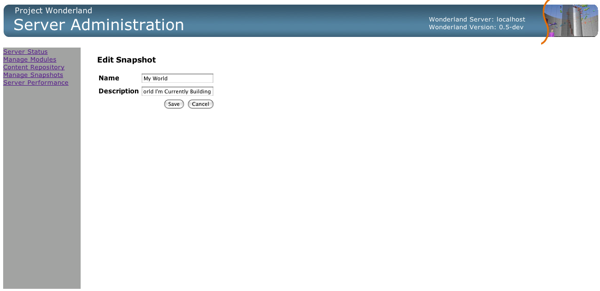 Project Wonderland
Server Administration
Wonderland Server: localhost
Wonderland Version: 0.5-dev
Server Status
Manage Modules
Content Repository
Manage Snapshots
Server Performance
Edit Snapshot
Name My World
Description orld I'm Currently Building
Save Cancel